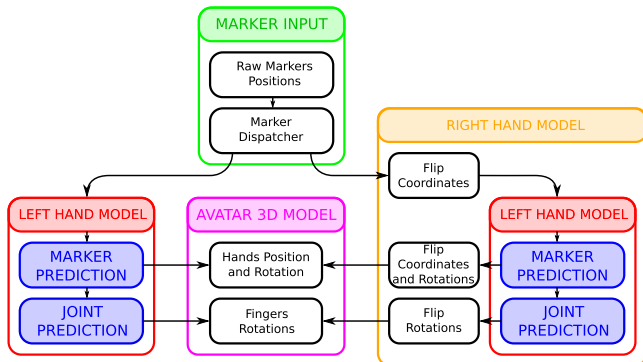 MARKER INPUT
Raw Markers
Positions
Marker
Dispatcher
RIGHT HAND MODEL
Flip
Coordinates
LEFT HAND MODEL
MARKER
PREDICTION
JOINT
PREDICTION
AVATAR 3D MODEL
Hands Position
and Rotation
Fingers
Rotations
Flip
Coordinates
and Rotations
Flip
Rotations
LEFT HAND MODEL
MARKER
PREDICTION
JOINT
PREDICTION